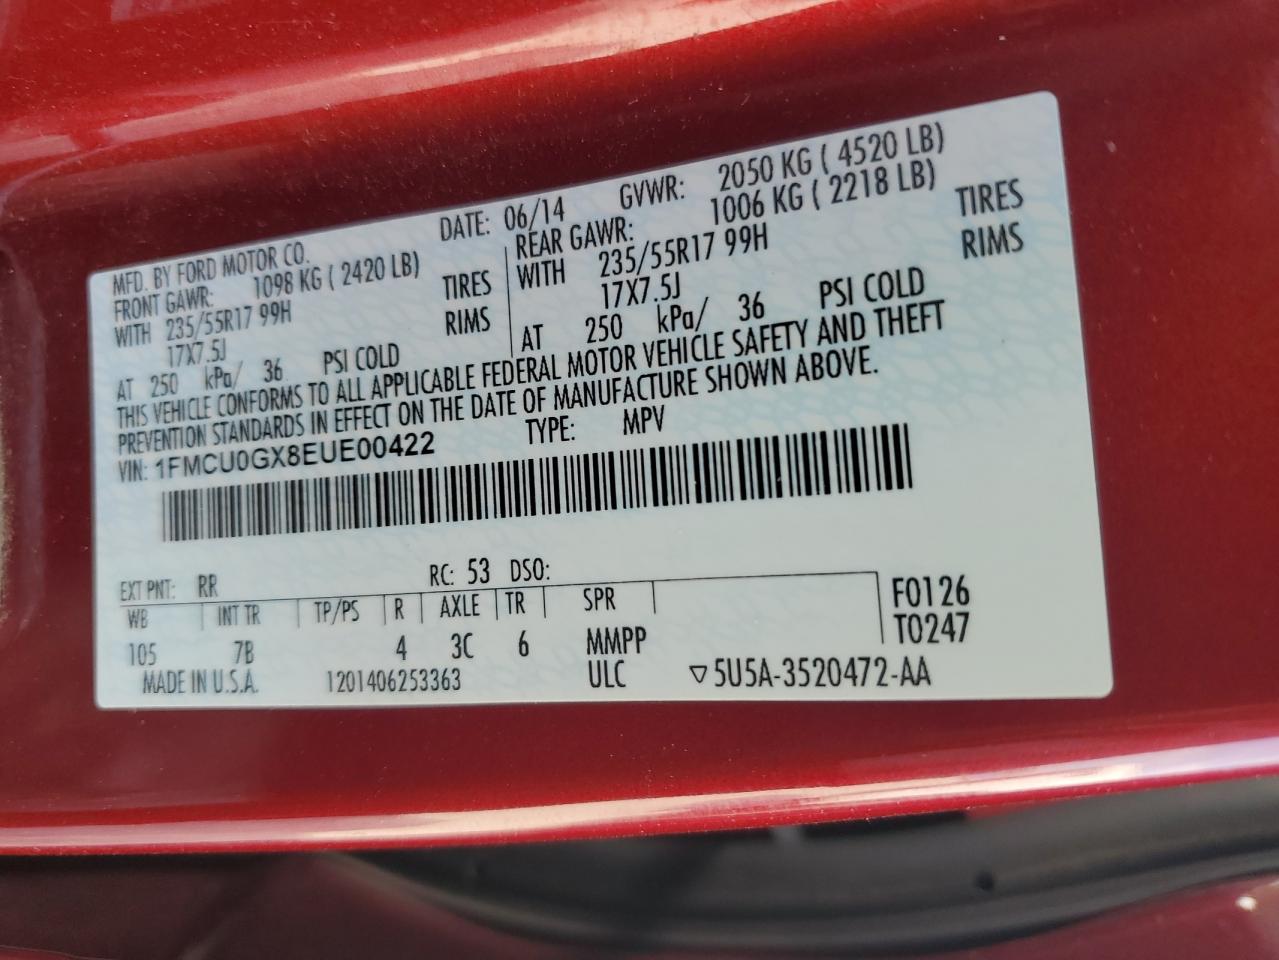 MFD. BY FORD MOTOR CO.
DATE: 06/14 GVWR: 2050 KG ( 4520 LB)
FRONT GAWR: 1098 KG ( 2420 LB)
WITH 235/55R17 99H TIRES
17X7.5J RIMS
AT 250 kPa/ 36 PSI COLD
REAR GAWR: 1006 KG ( 2218 LB)
WITH 235/55R17 99H TIRES
17X7.5J RIMS
AT 250 kPa/ 36 PSI COLD
THIS VEHICLE CONFORMS TO ALL APPLICABLE FEDERAL MOTOR VEHICLE SAFETY AND THEFT
PREVENTION STANDARDS IN EFFECT ON THE DATE OF MANUFACTURE SHOWN ABOVE.
VIN: 1FMCU0GX8EUE00422 TYPE: MPV
EXT PNT: RR RC: 53 DSO:
WB INT TR TP/PS R AXLE TR SPR F0126
105 7B 4 3C 6 MMPP T0247
MADE IN U.S.A. 1201406253363 ULC ▽5U5A-3520472-AA